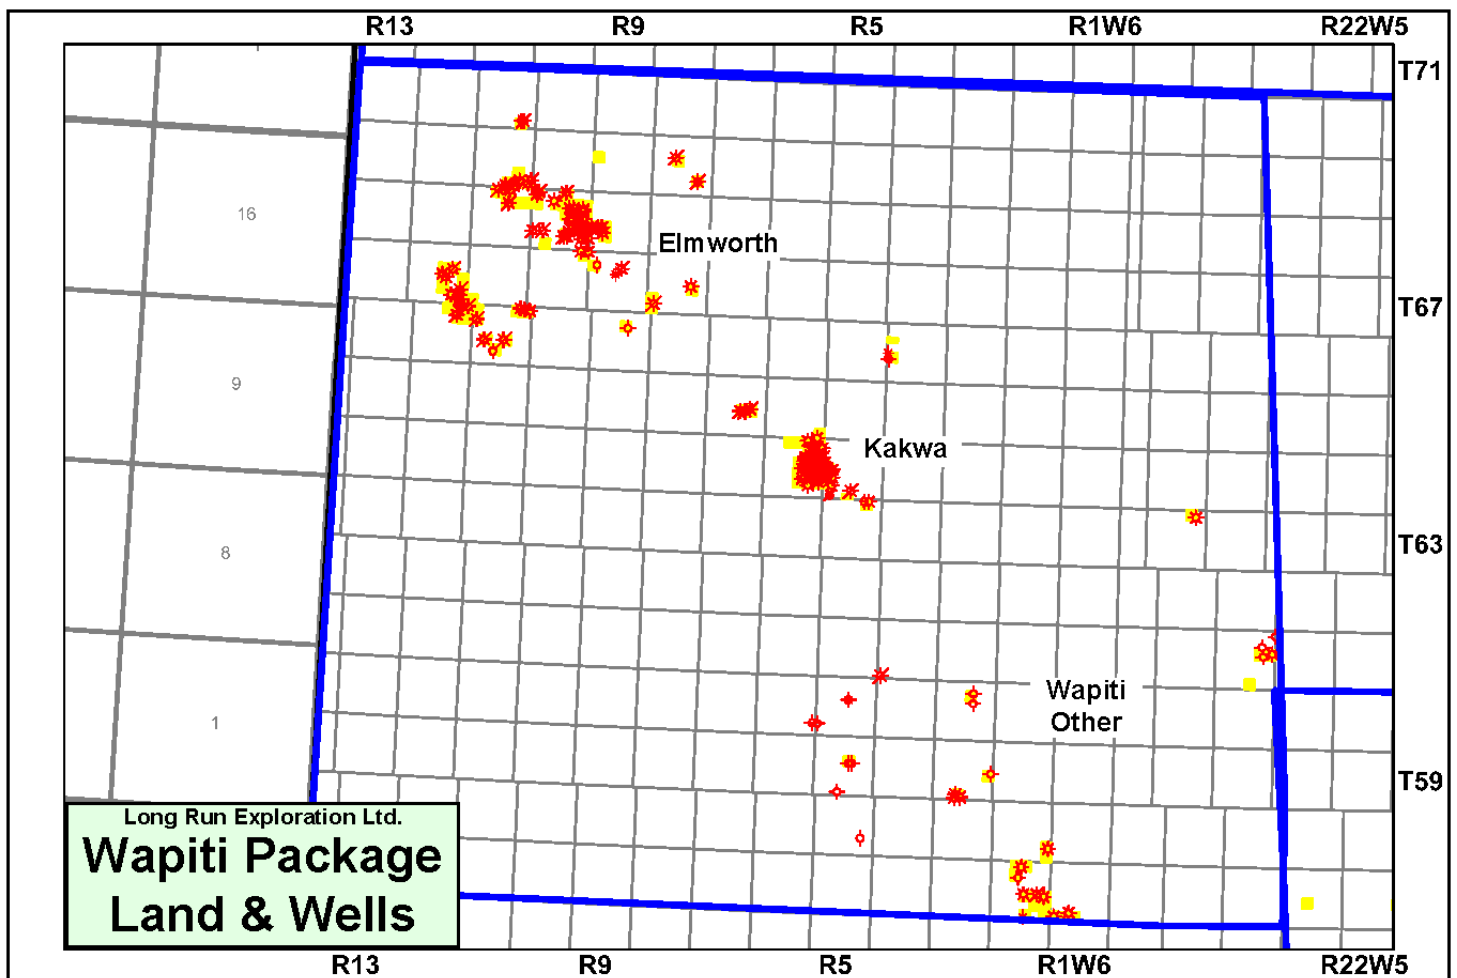 R13 R9 R5 R1W6 R22W5
T71
16
Elmworth
T67
9
Kakwa
T63
8
Wapiti
Other
1
T59
Long Run Exploration Ltd.
Wapiti Package
Land & Wells
R13 R9 R5 R1W6 R22W5